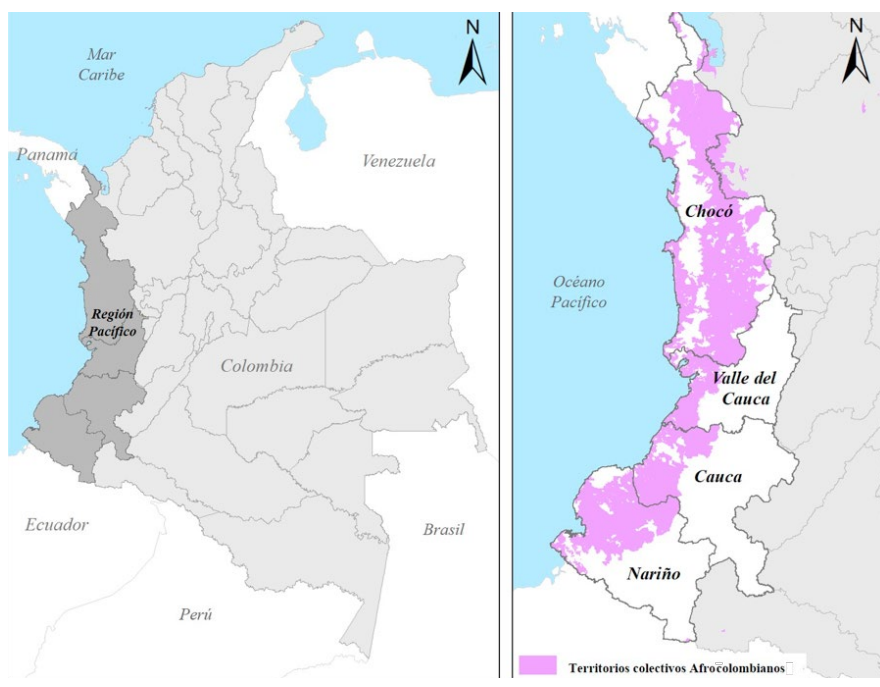 N
Mar
Caribe
Panamá
Venezuela
Región
Pacífico
Colombia
Ecuador
Brasil
Perú
N
Chocó
Océano
Pacífico
Valle del
Cauca
Cauca
Nariño
Territorios colectivos Afrocolombianos